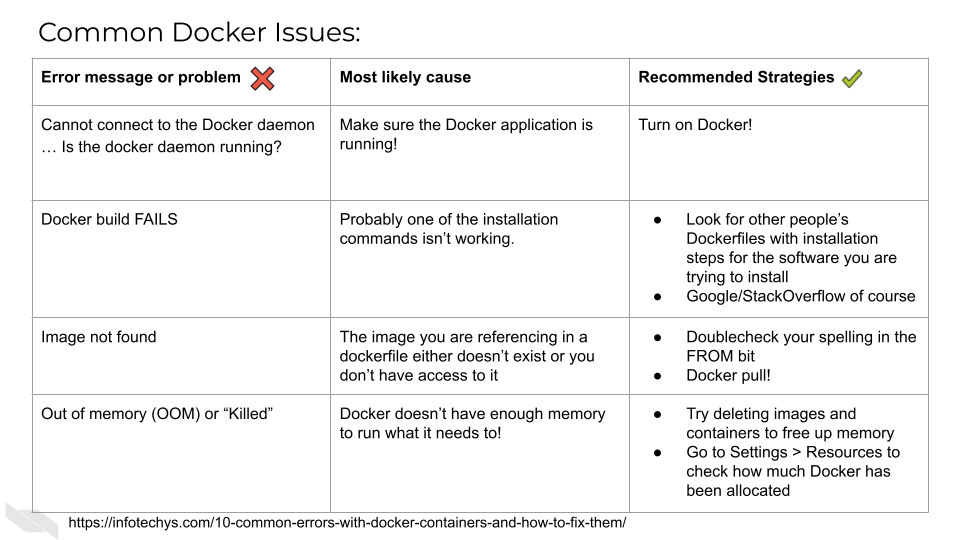 Common Docker Issues:
Error message or problem
Most likely cause
Recommended Strategies
Cannot connect to the Docker daemon
… Is the docker daemon running?
Make sure the Docker application is
running!
Turn on Docker!
Docker build FAILS
Probably one of the installation
commands isn’t working.
● Look for other people’s
Dockerfiles with installation
steps for the software you are
trying to install
● Google/StackOverflow of course
Image not found
The image you are referencing in a
dockerfile either doesn’t exist or you
don’t have access to it
● Doublecheck your spelling in the
FROM bit
● Docker pull!
Out of memory (OOM) or “Killed”
Docker doesn’t have enough memory
to run what it needs to!
● Try deleting images and
containers to free up memory
● Go to Settings > Resources to
check how much Docker has
been allocated
https://infotechys.com/10-common-errors-with-docker-containers-and-how-to-fix-them/